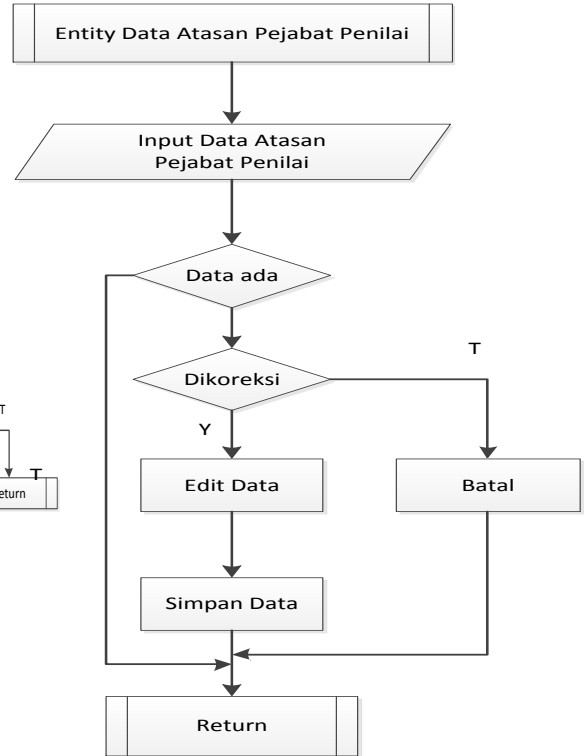 Entity Data Atasan Pejabat Penilai
Input Data Atasan
Pejabat Penilai
Data ada
Dikoreksi
T
Y
T
T
Edit Data
Batal
eturn
Simpan Data
Return